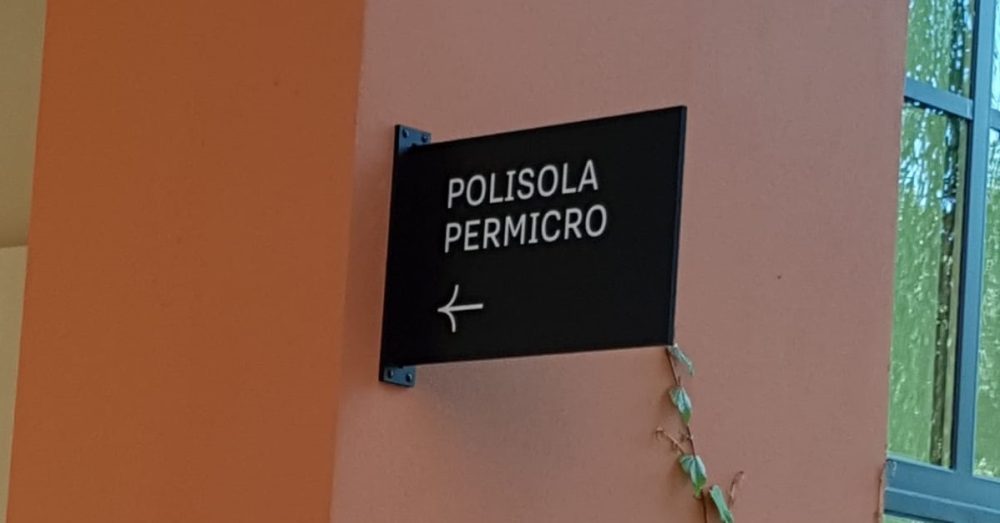 POLISOLA
PERMICRO
←